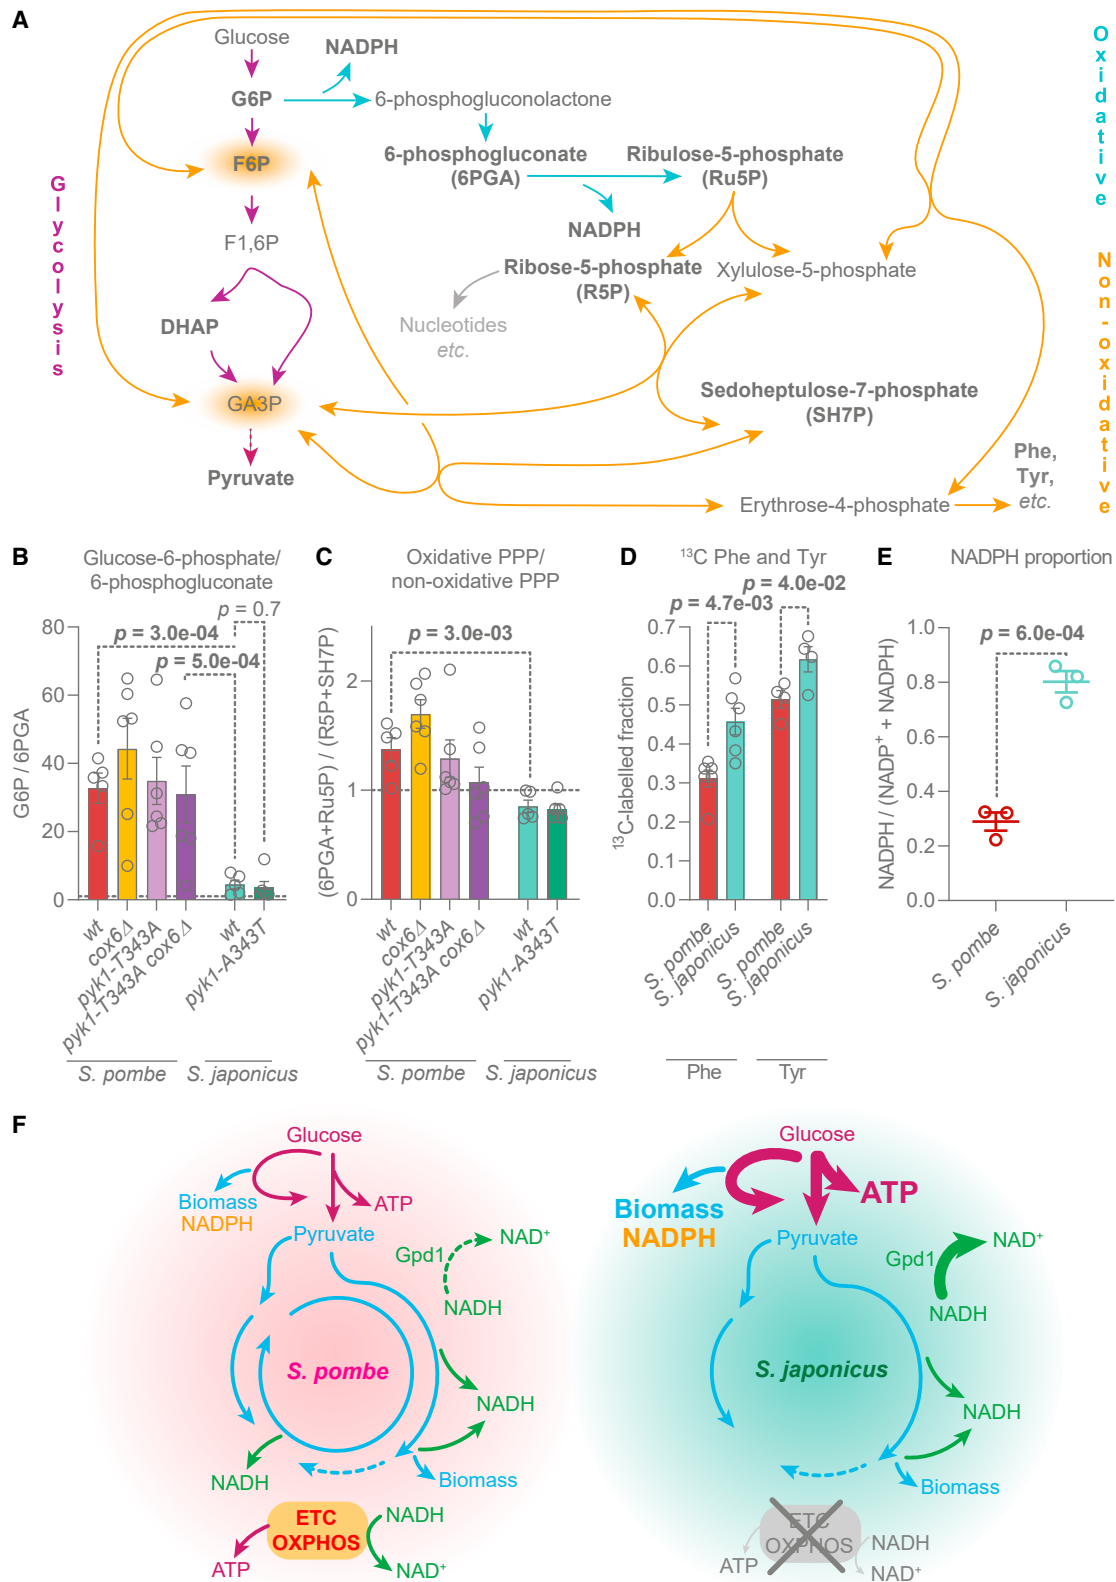 A
Glucose
NADPH
G6P
6-phosphogluconolactone
F6P
6-phosphogluconate
(6PGA)
Ribulose-5-phosphate
(Ru5P)
NADPH
F1,6P
Ribose-5-phosphate
(R5P)
Xylulose-5-phosphate
DHAP
Nucleotides
etc.
GA3P
Sedoheptulose-7-phosphate
(SH7P)
Pyruvate
Erythrose-4-phosphate
Phe,
Tyr,
etc.
Glycolysis
Oxidative
Non-oxidative
B
Glucose-6-phosphate/
6-phosphogluconate
p = 0.7
p = 3.0e-04
p = 5.0e-04
G6P / 6PGA
80
60
40
20
0
wt
cox6Δ
pyk1-T343A
pyk1-T343A cox6Δ
wt
pyk1-A343T
S. pombe
S. japonicus
C
Oxidative PPP/
non-oxidative PPP
p = 3.0e-03
(6PGA+Ru5P) / (R5P+SH7P)
2
1
0
wt
cox6Δ
pyk1-T343A
pyk1-T343A cox6Δ
wt
pyk1-A343T
S. pombe
S. japonicus
D
¹³C Phe and Tyr
p = 4.0e-02
p = 4.7e-03
¹³C-labelled fraction
0.7
0.6
0.5
0.4
0.3
0.2
0.1
0.0
S. pombe
S. japonicus
S. pombe
S. japonicus
Phe
Tyr
E
NADPH proportion
p = 6.0e-04
NADPH / (NADP⁺ + NADPH)
1.0
0.8
0.6
0.4
0.2
0.0
S. pombe
S. japonicus
F
Glucose
Biomass
NADPH
ATP
Pyruvate
Gpd1
NAD⁺
NADH
S. pombe
NADH
NADH
Biomass
ETC
OXPHOS
NADH
ATP
NAD⁺
Glucose
Biomass
NADPH
ATP
Pyruvate
Gpd1
NAD⁺
NADH
S. japonicus
NADH
Biomass
ETC
OXPHOS
NADH
ATP
NAD⁺